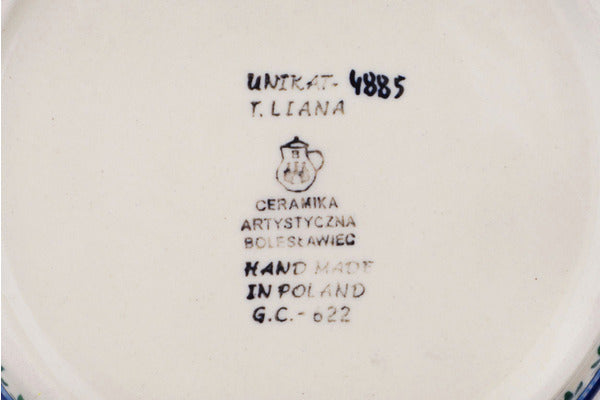 UNIKAT- 4885
T. LIANA
CERAMIKA
ARTYSTYCZNA
BOLESŁAWIEC
HAND MADE
IN POLAND
G.C.- 622